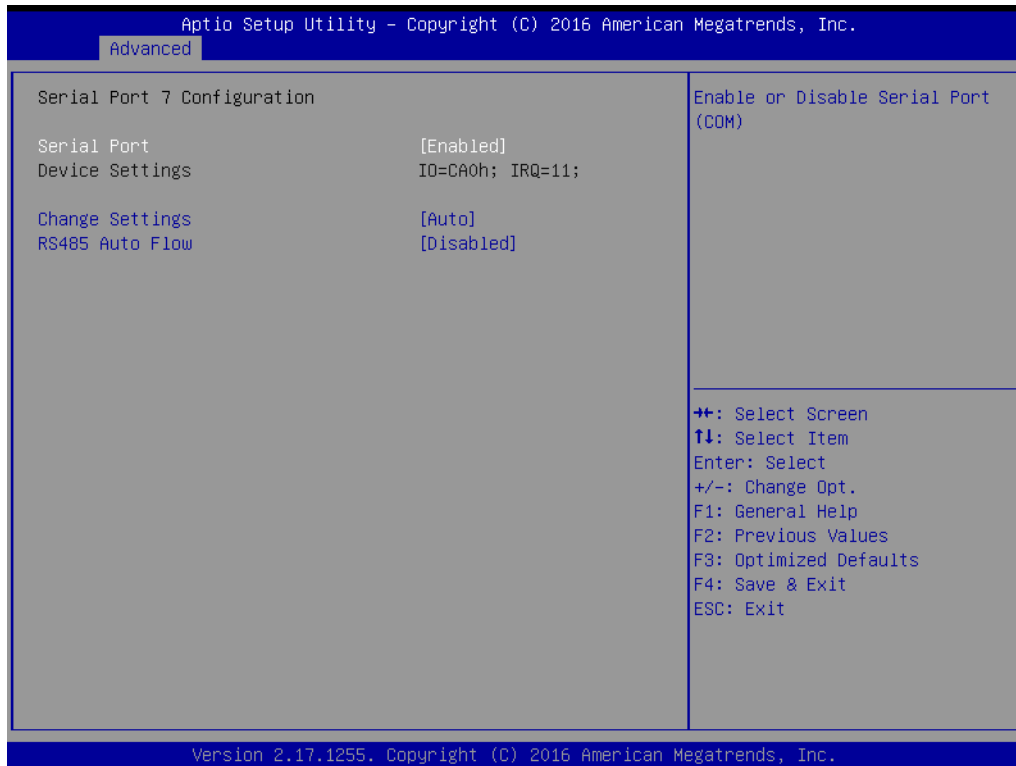 Aptio Setup Utility – Copyright (C) 2016 American Megatrends, Inc.
Advanced
Serial Port 7 Configuration
Serial Port [Enabled]
Device Settings IO=CA0h; IRQ=11;
Change Settings [Auto]
RS485 Auto Flow [Disabled]
Enable or Disable Serial Port
(COM)
→←: Select Screen
↑↓: Select Item
Enter: Select
+/-: Change Opt.
F1: General Help
F2: Previous Values
F3: Optimized Defaults
F4: Save & Exit
ESC: Exit
Version 2.17.1255. Copyright (C) 2016 American Megatrends, Inc.